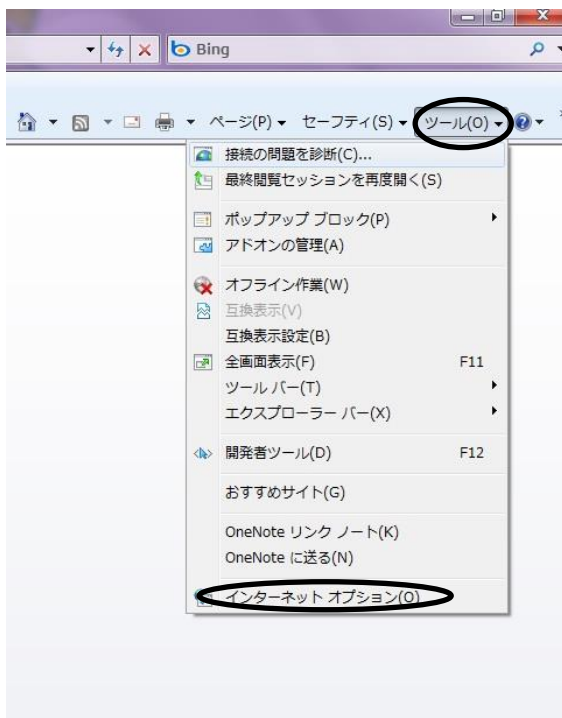 Bing
ページ(P) セーフティ(S) ツール(O)
接続の問題を診断(C)...
最終閲覧セッションを再度開く(S)
ポップアップ ブロック(P)
アドオンの管理(A)
オフライン作業(W)
互換表示(V)
互換表示設定(B)
全画面表示(F) F11
ツール バー(T)
エクスプローラー バー(X)
開発者ツール(D) F12
おすすめサイト(G)
OneNote リンク ノート(K)
OneNote に送る(N)
インターネット オプション(O)